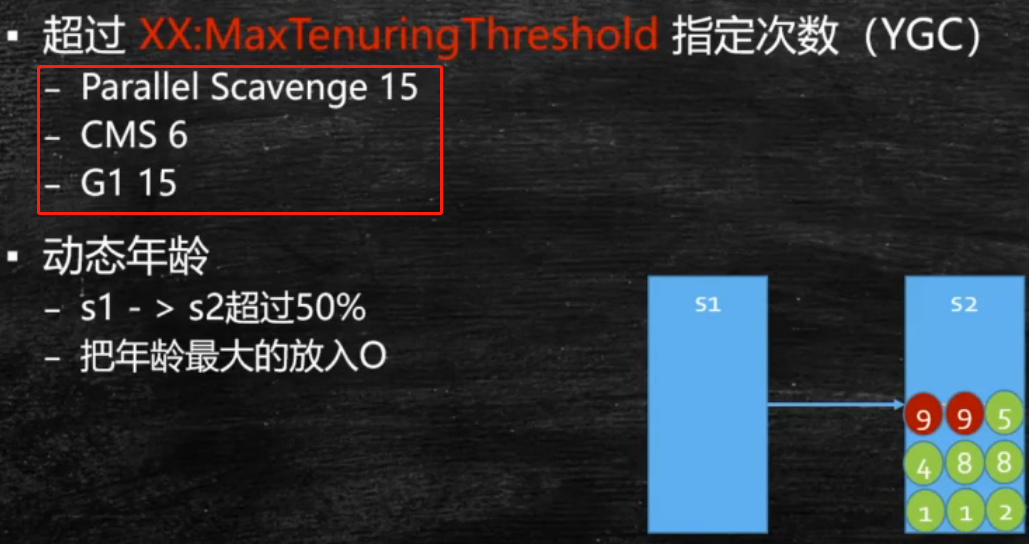 ▪ 超过 XX:MaxTenuringThreshold 指定次数（YGC）
– Parallel Scavenge 15
– CMS 6
– G1 15
▪ 动态年龄
– s1 - > s2超过50%
– 把年龄最大的放入O
s1
s2
9 9 5
4 8 8
1 1 2